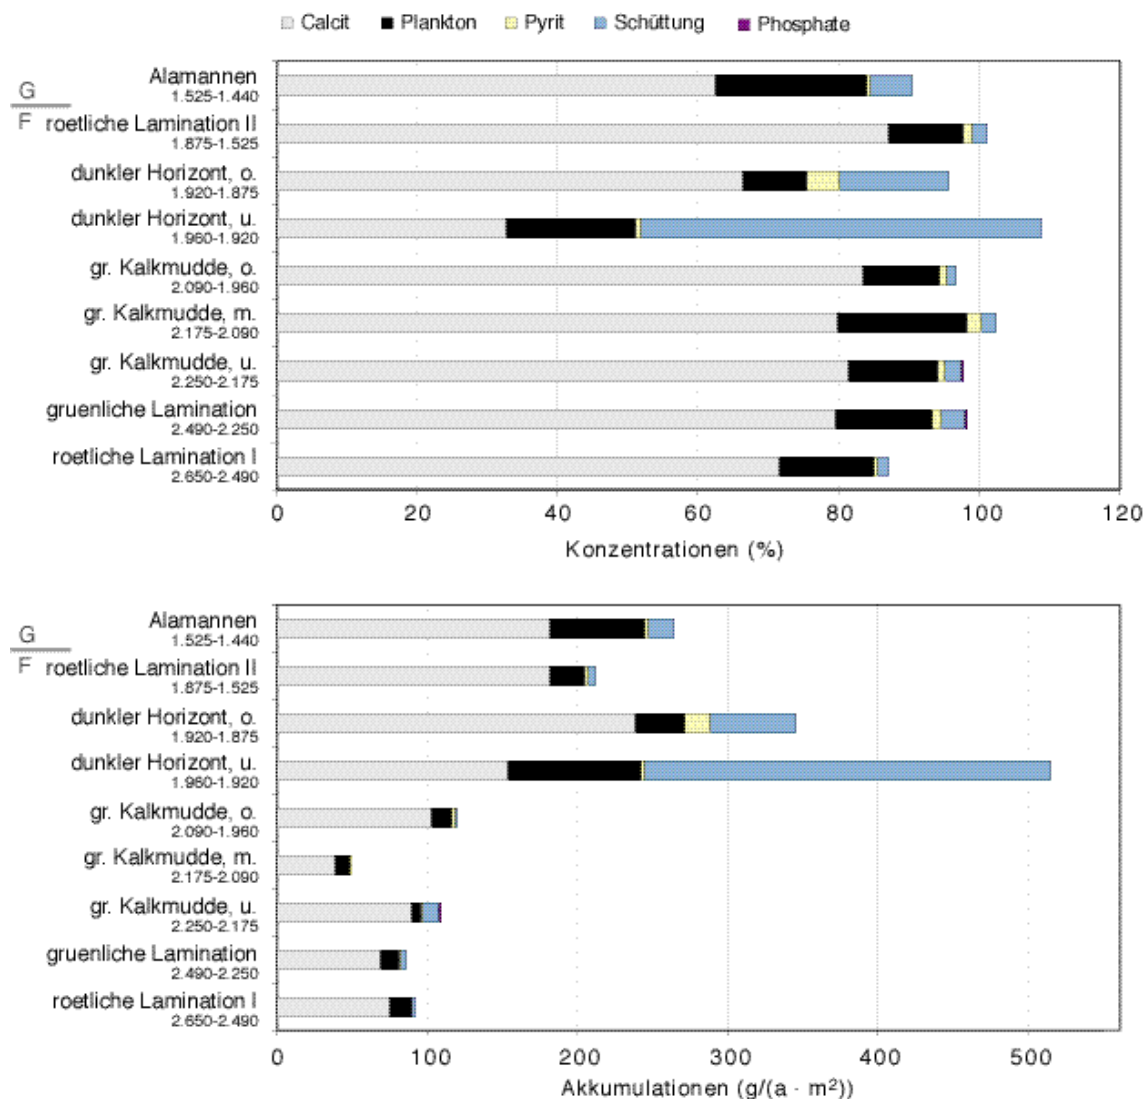 Calcit Plankton Pyrit Schüttung Phosphate
G
F
Alamannen
1.525-1.440
roetliche Lamination II
1.875-1.525
dunkler Horizont, o.
1.920-1.875
dunkler Horizont, u.
1.960-1.920
gr. Kalkmudde, o.
2.090-1.960
gr. Kalkmudde, m.
2.175-2.090
gr. Kalkmudde, u.
2.250-2.175
gruenliche Lamination
2.490-2.250
roetliche Lamination I
2.650-2.490
0 20 40 60 80 100 120
Konzentrationen (%)
G
F
Alamannen
1.525-1.440
roetliche Lamination II
1.875-1.525
dunkler Horizont, o.
1.920-1.875
dunkler Horizont, u.
1.960-1.920
gr. Kalkmudde, o.
2.090-1.960
gr. Kalkmudde, m.
2.175-2.090
gr. Kalkmudde, u.
2.250-2.175
gruenliche Lamination
2.490-2.250
roetliche Lamination I
2.650-2.490
0 100 200 300 400 500
Akkumulationen (g/(a · m²))